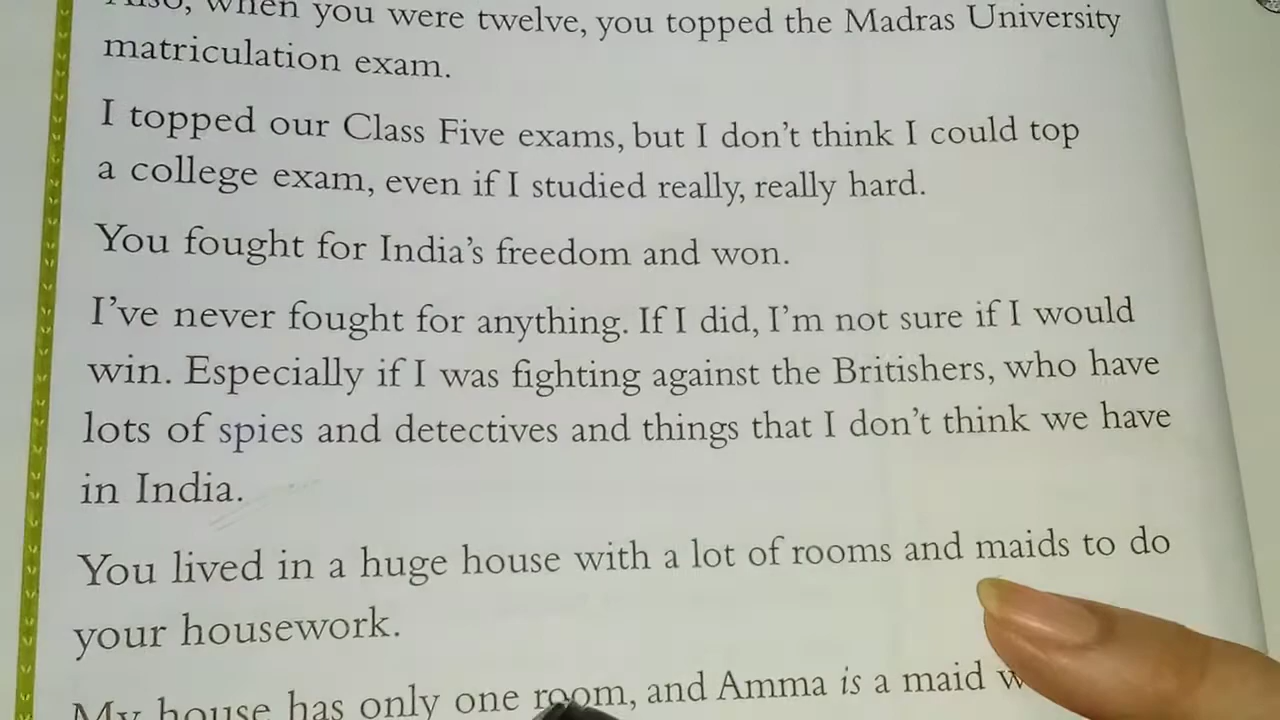 Also, when you were twelve, you topped the Madras University
matriculation exam.
I topped our Class Five exams, but I don't think I could top
a college exam, even if I studied really, really hard.
You fought for India's freedom and won.
I've never fought for anything. If I did, I'm not sure if I would
win. Especially if I was fighting against the Britishers, who have
lots of spies and detectives and things that I don't think we have
in India.
You lived in a huge house with a lot of rooms and maids to do
your housework.
My house has only one room, and Amma is a maid